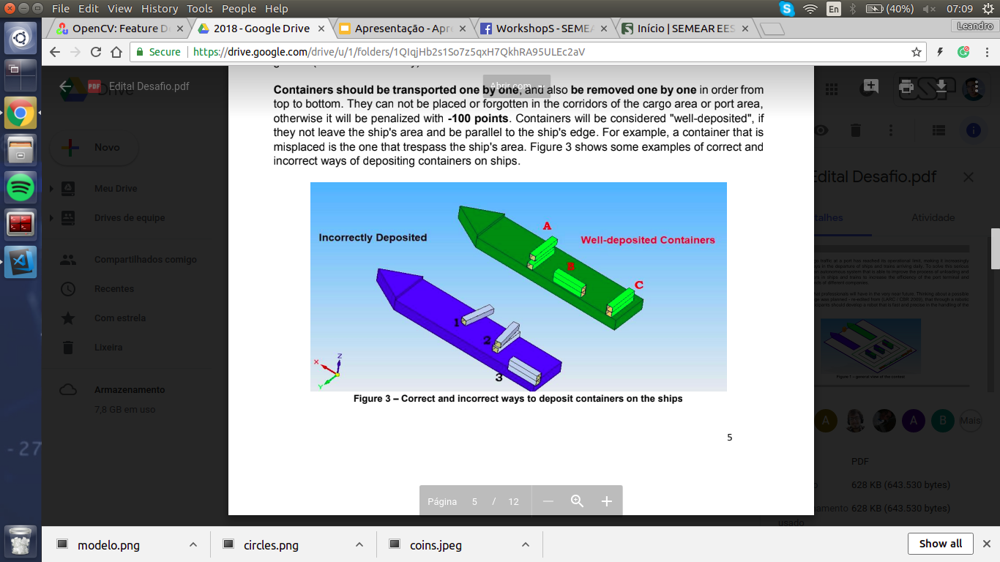 File Edit View History Tools People Help
En (40%) 07:09
OpenCV: Feature D
2018 - Google Drive
Apresentação - Apr
WorkshopS - SEMEA
Início | SEMEAR EES
Leandro
Secure https://drive.google.com/drive/u/1/folders/1QIqjHb2s1So7z5qxH7QkhRA95ULEc2aV
PDF Edital Desafio.pdf
Drive
Abrir com
Novo
Meu Drive
Drives de equipe
Compartilhados comigo
Recentes
Com estrela
Lixeira
Armazenamento
7,8 GB em uso
- 27
Containers should be transported one by one, and also be removed one by one in order from
top to bottom. They can not be placed or forgotten in the corridors of the cargo area or port area,
otherwise it will be penalized with -100 points. Containers will be considered "well-deposited", if
they not leave the ship's area and be parallel to the ship's edge. For example, a container that is
misplaced is the one that trespass the ship's area. Figure 3 shows some examples of correct and
incorrect ways of depositing containers on ships.
Incorrectly Deposited
Well-deposited Containers
A
B
C
1
2
3
X
Z
Y
Figure 3 – Correct and incorrect ways to deposit containers on the ships
5
Página 5 / 12
Edital Desafio.pdf
talhes
Atividade
Figure 1 – general view of the contest
A
A
B
Mais
PDF
628 KB (643.530 bytes)
amento 628 KB (643.530 bytes)
usado
modelo.png
circles.png
coins.jpeg
Show all